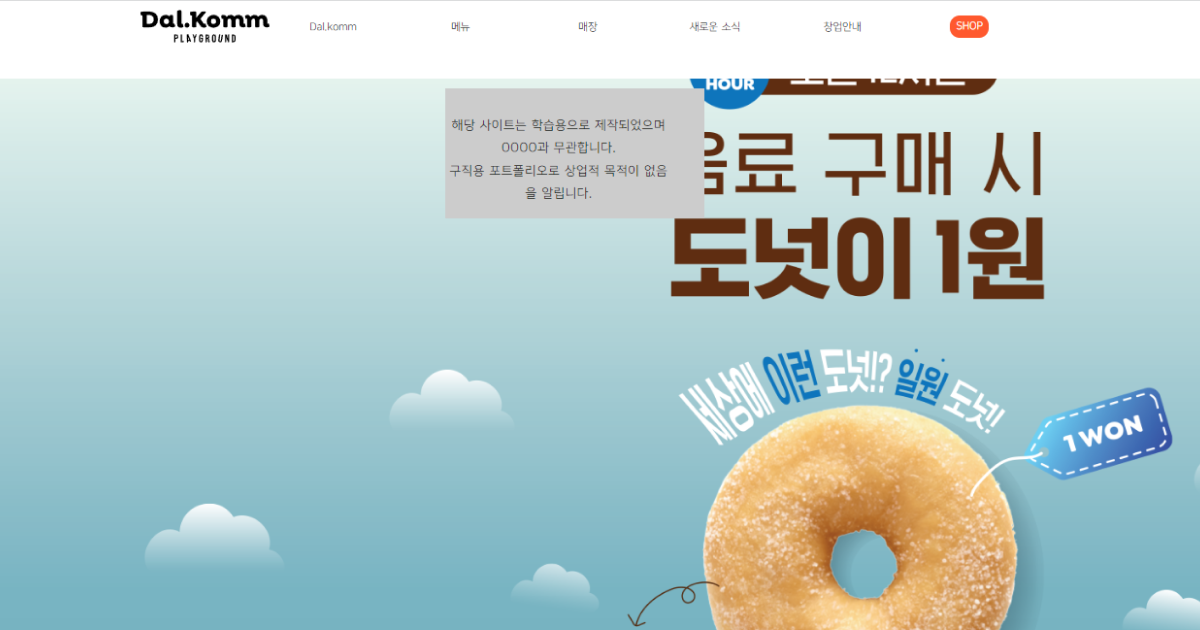 Dal.Komm
PLAYGROUND
Dal.komm
메뉴
매장
새로운 소식
창업안내
SHOP
HOUR
해당 사이트는 학습용으로 제작되었으며
OOOO과 무관합니다.
구직용 포트폴리오로 상업적 목적이 없음
을 알립니다.
음료 구매 시
도넛이 1원
세상에 이런 도넛!? 일원 도넛!
1 WON